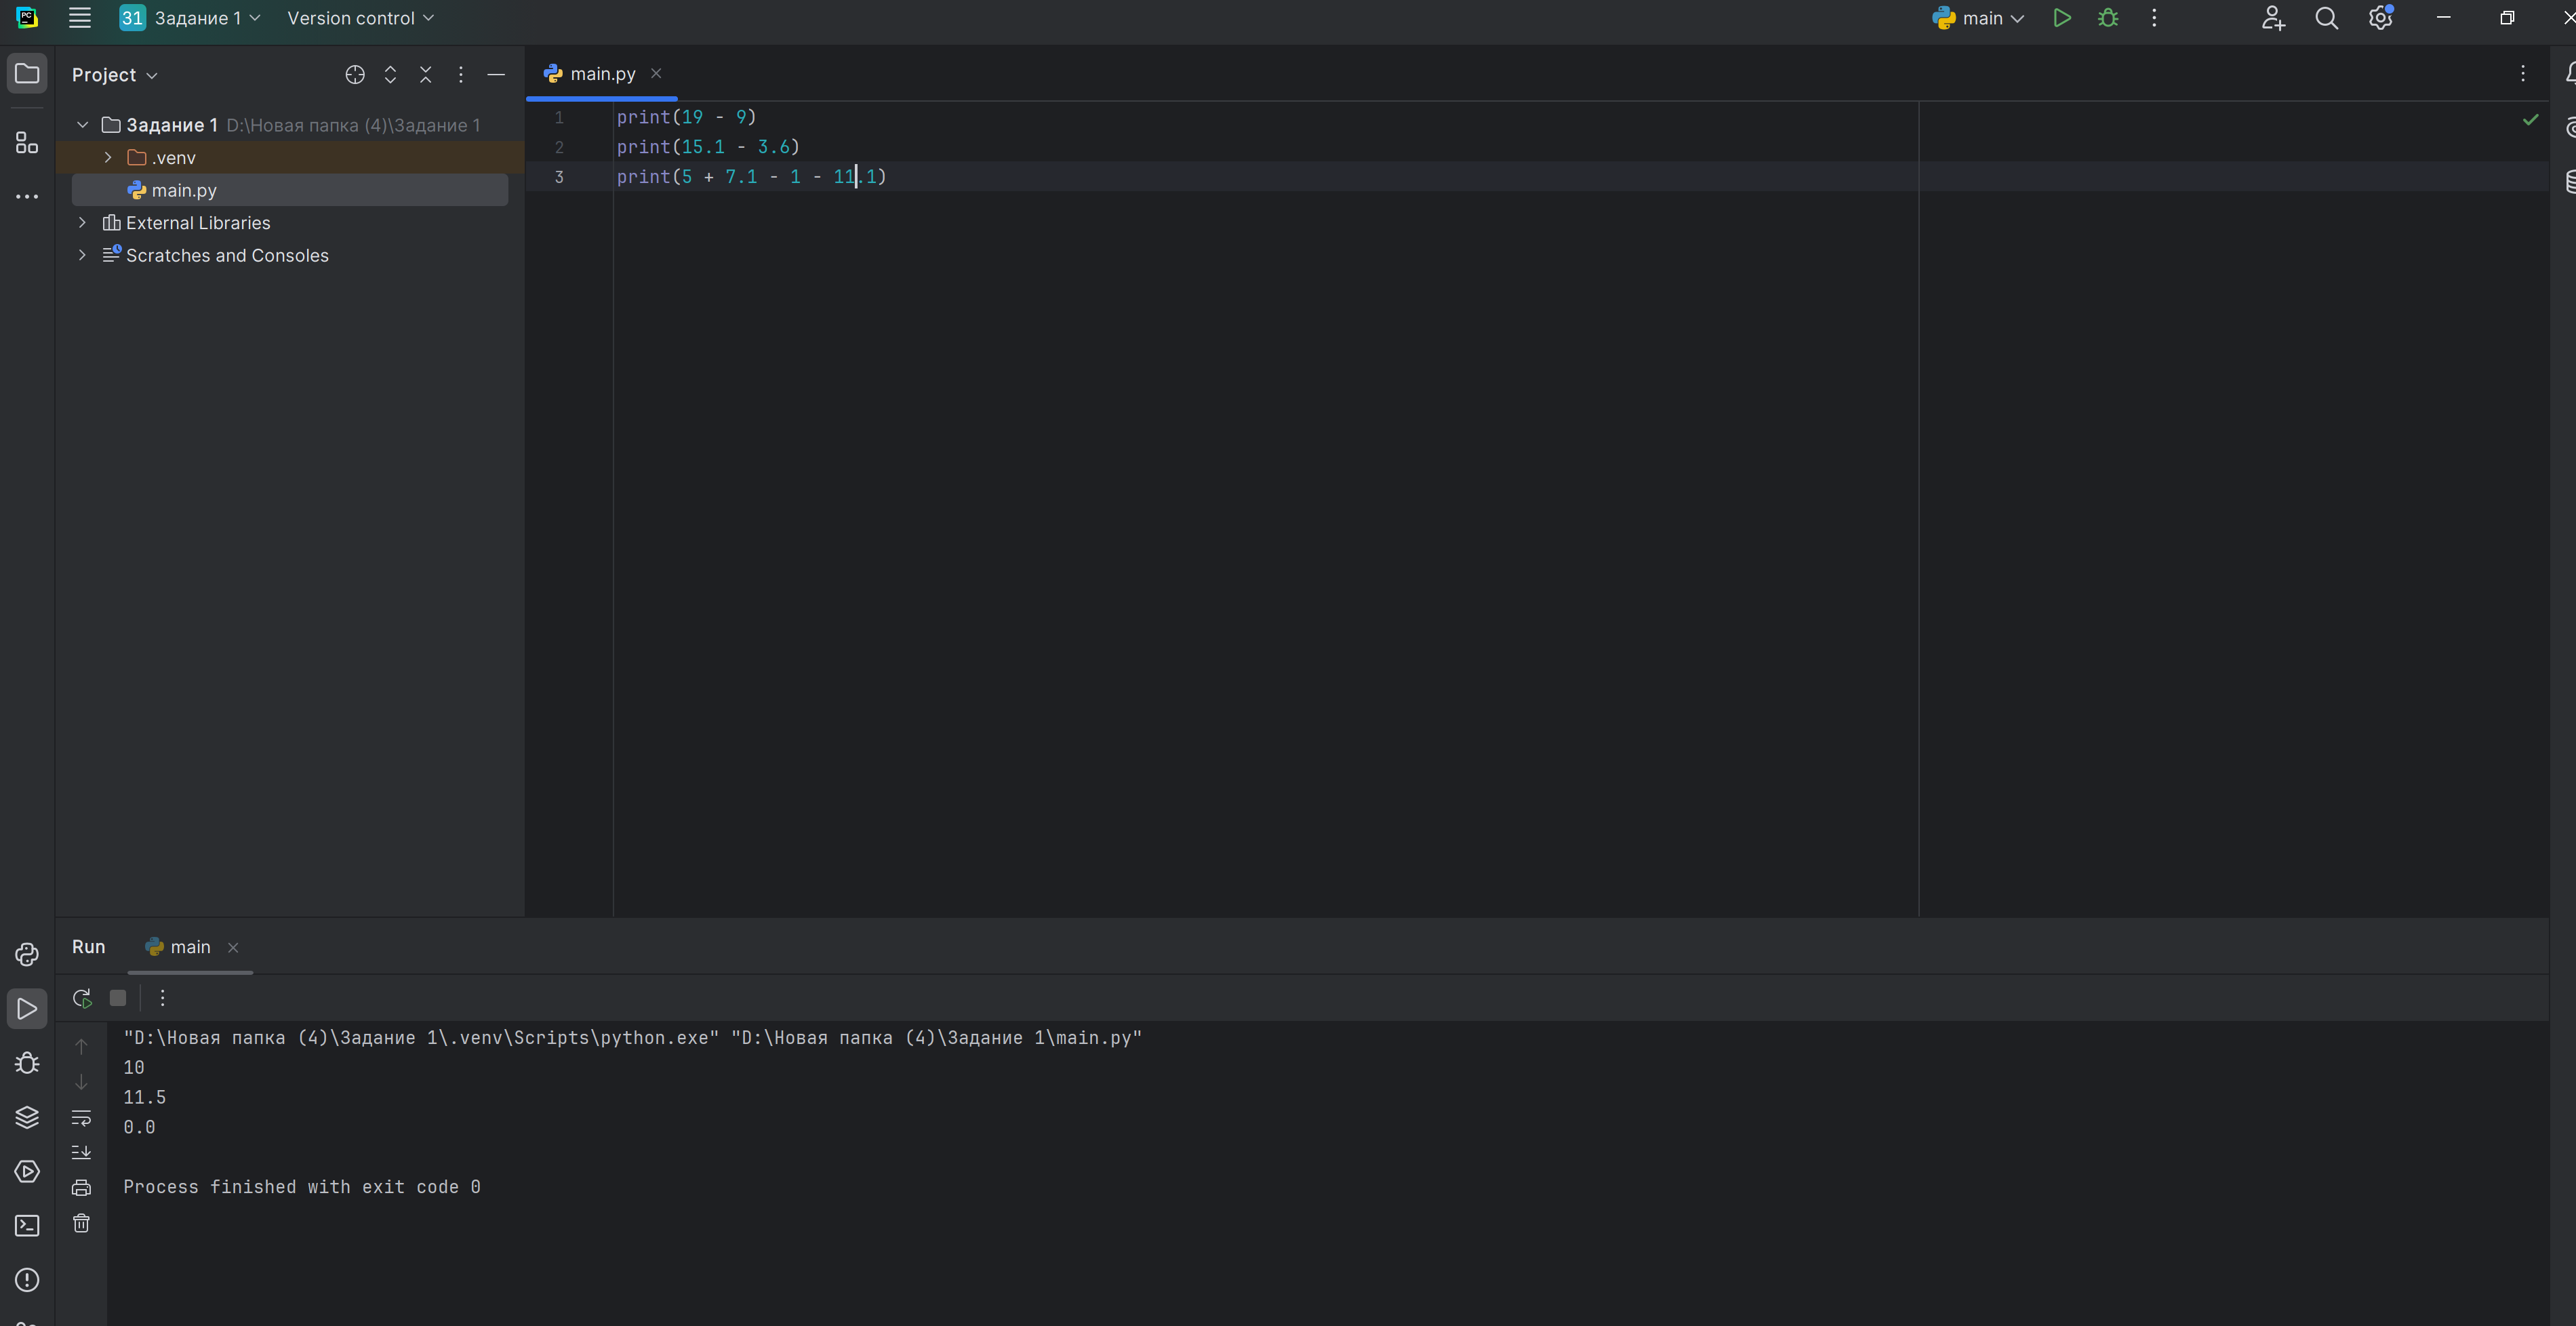 PC 31 Задание 1 Version control main
Project
main.py
Задание 1 D:\Новая папка (4)\Задание 1
.venv
main.py
External Libraries
Scratches and Consoles
1 print(19 - 9)
2 print(15.1 - 3.6)
3 print(5 + 7.1 - 1 - 11.1)
Run main
"D:\Новая папка (4)\Задание 1\.venv\Scripts\python.exe" "D:\Новая папка (4)\Задание 1\main.py"
10
11.5
0.0
Process finished with exit code 0